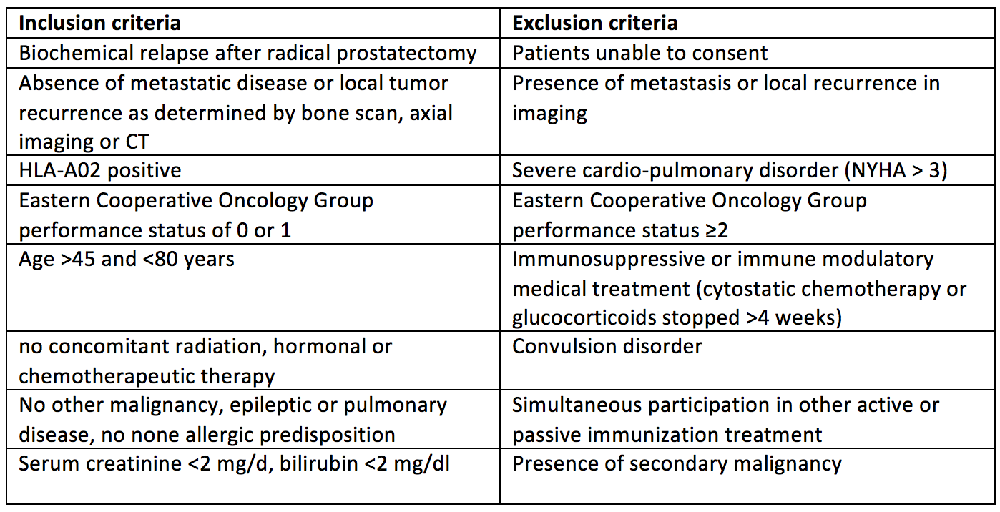 Inclusion criteria
Exclusion criteria
Biochemical relapse after radical prostatectomy
Patients unable to consent
Absence of metastatic disease or local tumor
recurrence as determined by bone scan, axial
imaging or CT
Presence of metastasis or local recurrence in
imaging
HLA-A02 positive
Severe cardio-pulmonary disorder (NYHA > 3)
Eastern Cooperative Oncology Group
performance status of 0 or 1
Eastern Cooperative Oncology Group
performance status ≥2
Age >45 and <80 years
Immunosuppressive or immune modulatory
medical treatment (cytostatic chemotherapy or
glucocorticoids stopped >4 weeks)
no concomitant radiation, hormonal or
chemotherapeutic therapy
Convulsion disorder
No other malignancy, epileptic or pulmonary
disease, no none allergic predisposition
Simultaneous participation in other active or
passive immunization treatment
Serum creatinine <2 mg/d, bilirubin <2 mg/dl
Presence of secondary malignancy